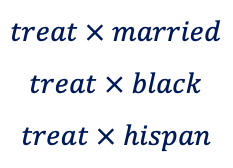 treat × married
treat × black
treat × hispan